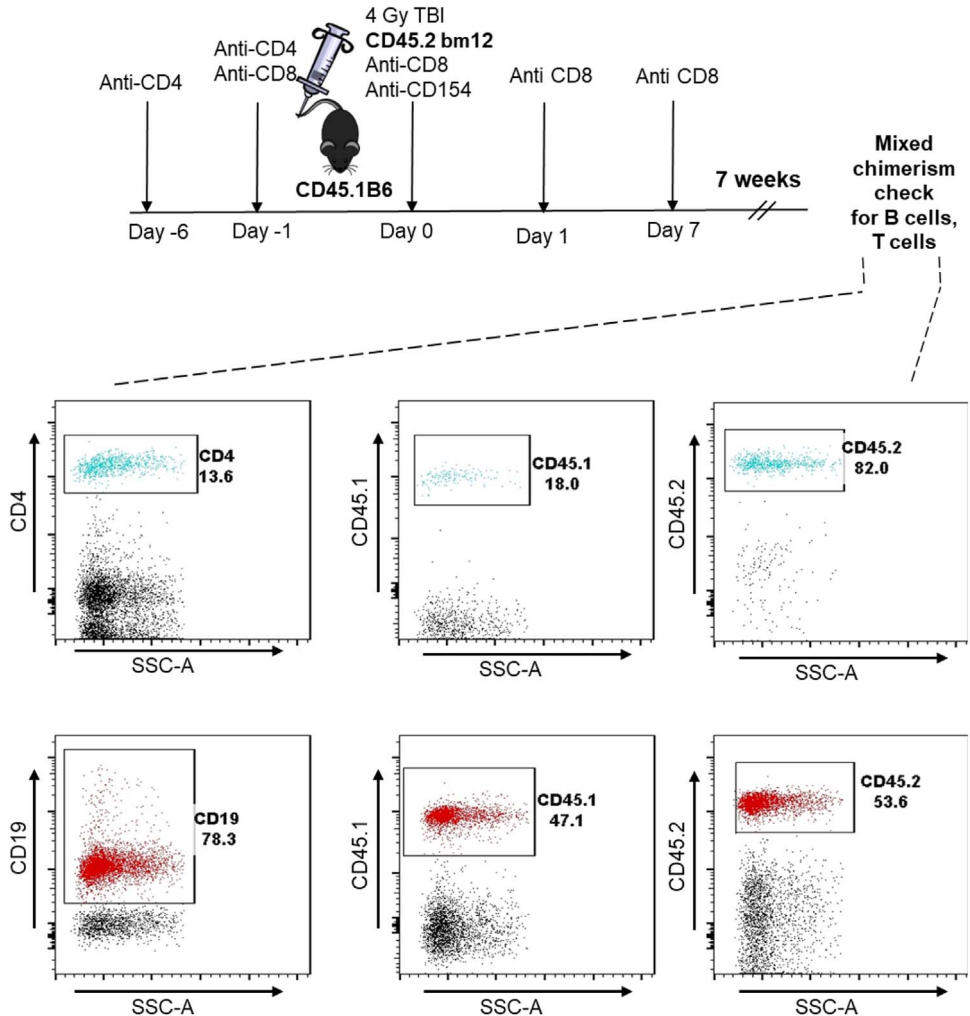 4 Gy TBI
CD45.2 bm12
Anti-CD8
Anti-CD154
Anti-CD4
Anti-CD4
Anti-CD8
Anti CD8
Anti CD8
CD45.1B6
7 weeks
Mixed
chimerism
check
for B cells,
T cells
Day -6
Day -1
Day 0
Day 1
Day 7
CD4
CD4
13.6
SSC-A
CD45.1
CD45.1
18.0
SSC-A
CD45.2
CD45.2
82.0
SSC-A
CD19
CD19
78.3
SSC-A
CD45.1
CD45.1
47.1
SSC-A
CD45.2
CD45.2
53.6
SSC-A